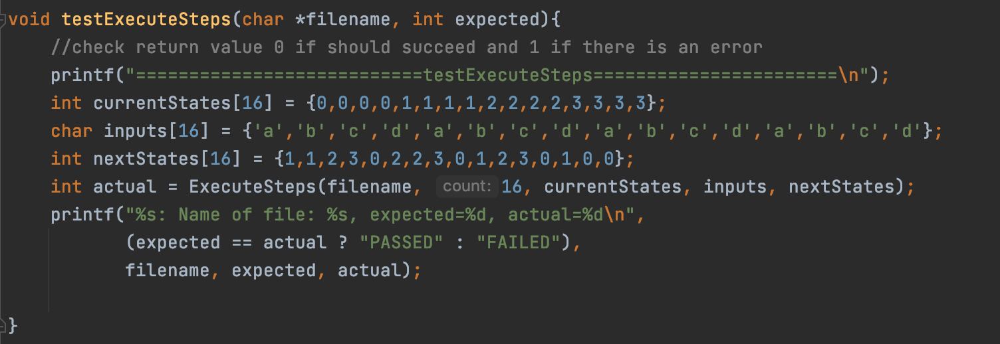 void testExecuteSteps(char *filename, int expected){
    //check return value 0 if should succeed and 1 if there is an error
    printf("===========================testExecuteSteps=======================\n");
    int currentStates[16] = {0,0,0,0,1,1,1,1,2,2,2,2,3,3,3,3};
    char inputs[16] = {'a','b','c','d','a','b','c','d','a','b','c','d','a','b','c','d'};
    int nextStates[16] = {1,1,2,3,0,2,2,3,0,1,2,3,0,1,0,0};
    int actual = ExecuteSteps(filename, count: 16, currentStates, inputs, nextStates);
    printf("%s: Name of file: %s, expected=%d, actual=%d\n",
           (expected == actual ? "PASSED" : "FAILED"),
           filename, expected, actual);
}